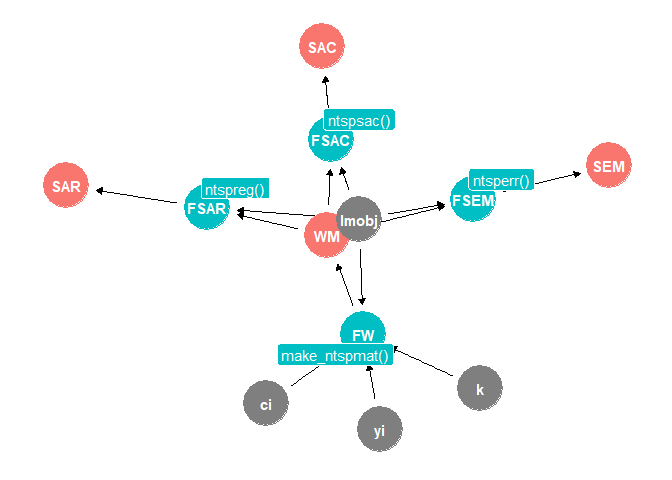 SAC
ntspsac()
FSAC
SEM
ntsperr()
FSEM
SAR
ntspreg()
FSAR
lmobj
WM
FW
make_ntspmat()
k
ci
yi